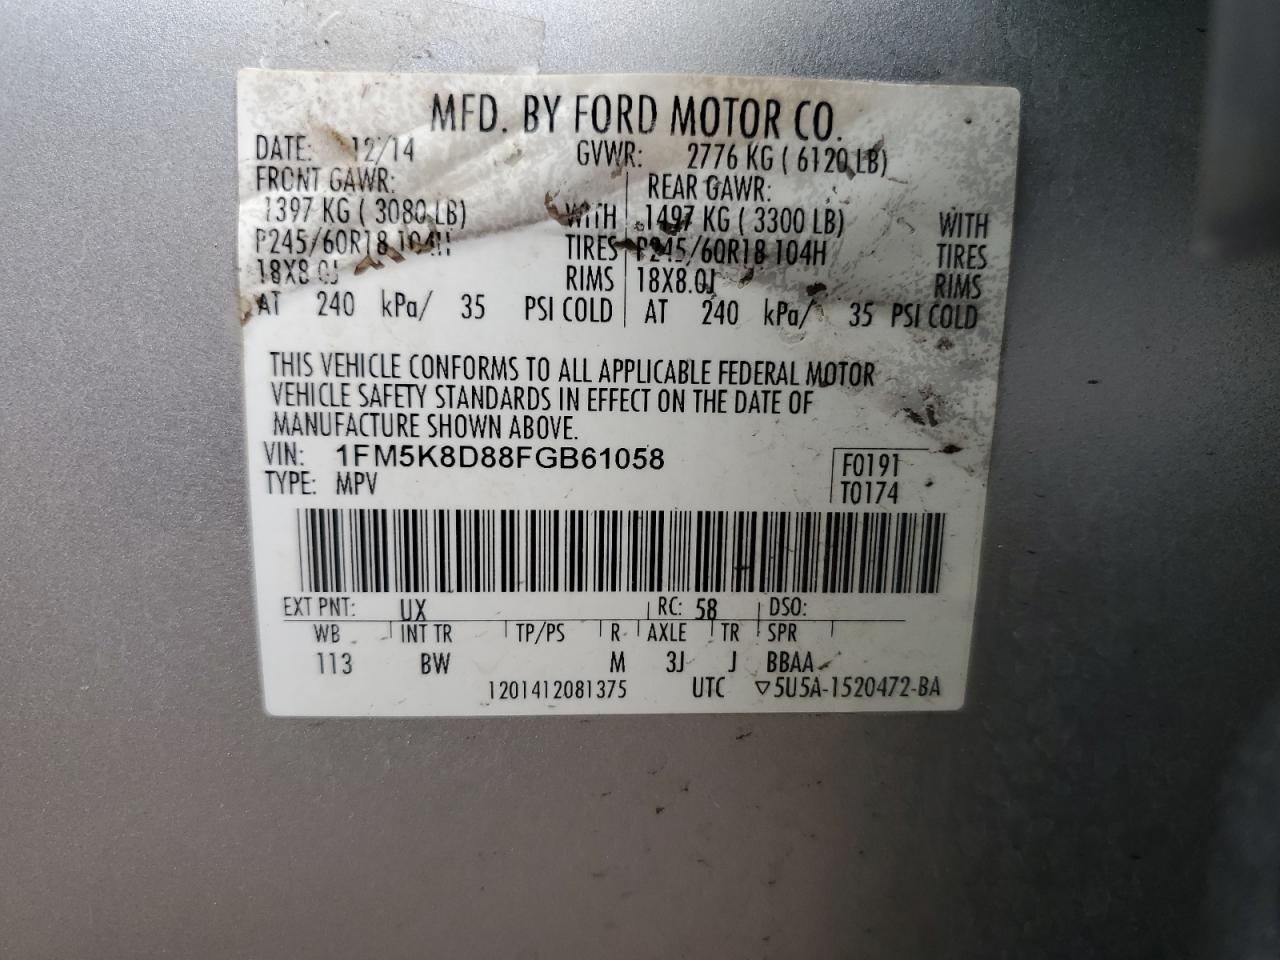 MFD. BY FORD MOTOR CO.
DATE: 12/14 GVWR: 2776 KG ( 6120 LB)
FRONT GAWR: REAR GAWR:
1397 KG ( 3080 LB) WITH 1497 KG ( 3300 LB) WITH
P245/60R18 104H TIRES P245/60R18 104H TIRES
18X8.0J RIMS 18X8.0J RIMS
AT 240 kPa/ 35 PSI COLD AT 240 kPa/ 35 PSI COLD
THIS VEHICLE CONFORMS TO ALL APPLICABLE FEDERAL MOTOR
VEHICLE SAFETY STANDARDS IN EFFECT ON THE DATE OF
MANUFACTURE SHOWN ABOVE.
VIN: 1FM5K8D88FGB61058 F0191
TYPE: MPV T0174
EXT PNT: UX RC: 58 DSO:
WB INT TR TP/PS R AXLE TR SPR
113 BW M 3J J BBAA
1201412081375 UTC ▽5U5A-1520472-BA